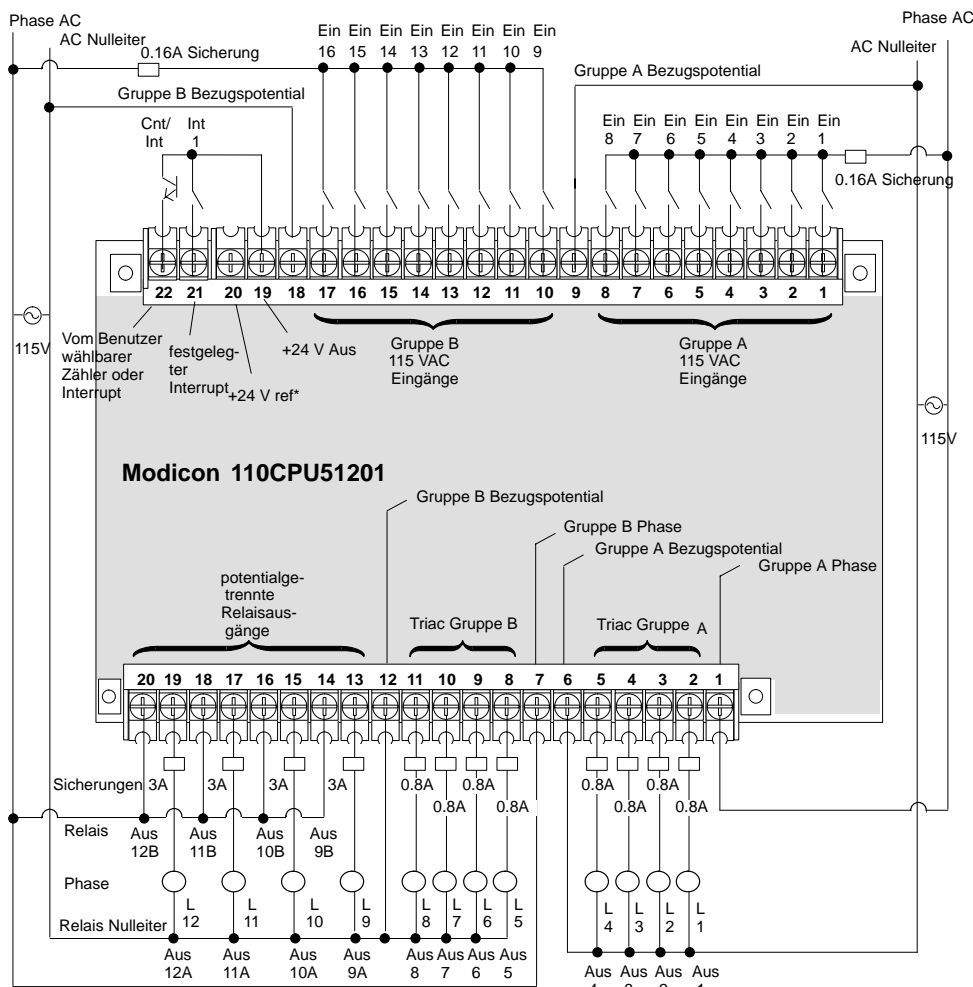 Phase AC
AC Nulleiter
0.16A Sicherung
Ein 16
Ein 15
Ein 14
Ein 13
Ein 12
Ein 11
Ein 10
Ein 9
Phase AC
AC Nulleiter
Gruppe A Bezugspotential
Gruppe B Bezugspotential
Cnt/
Int
Int
1
Ein 8
Ein 7
Ein 6
Ein 5
Ein 4
Ein 3
Ein 2
Ein 1
0.16A Sicherung
22 21 20 19 18 17 16 15 14 13 12 11 10 9 8 7 6 5 4 3 2 1
115V
Vom Benutzer
wählbarer
Zähler oder
Interrupt
festgeleg-
ter
Interrupt
+24 V ref*
+24 V Aus
Gruppe B
115 VAC
Eingänge
Gruppe A
115 VAC
Eingänge
115V
Modicon 110CPU51201
Gruppe B Bezugspotential
Gruppe B Phase
Gruppe A Bezugspotential
Gruppe A Phase
potentialge-
trennte
Relaisaus-
gänge
Triac Gruppe B
Triac Gruppe A
20 19 18 17 16 15 14 13 12 11 10 9 8 7 6 5 4 3 2 1
Sicherungen 3A 3A 3A 3A 0.8A 0.8A 0.8A 0.8A
0.8A 0.8A 0.8A 0.8A
Relais
Aus 12B
Aus 11B
Aus 10B
Aus 9B
Phase
L 12
L 11
L 10
L 9
L 8
L 7
L 6
L 5
L 4
L 3
L 2
L 1
Relais Nulleiter
Aus 12A
Aus 11A
Aus 10A
Aus 9A
Aus 8
Aus 7
Aus 6
Aus 5
Aus
Aus
Aus
Aus